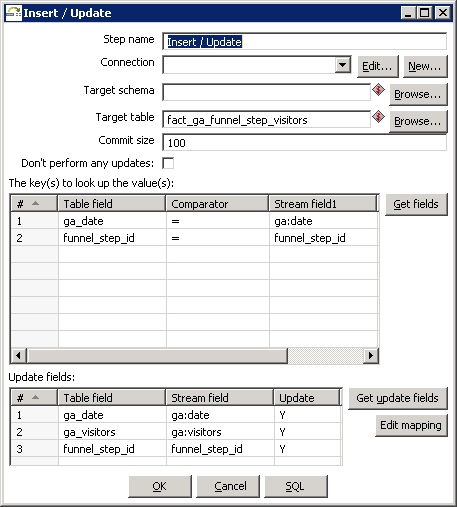 Insert / Update
Step name Insert / Update
Connection Edit... New...
Target schema Browse...
Target table fact_ga_funnel_step_visitors Browse...
Commit size 100
Don't perform any updates:
The key(s) to look up the value(s):
# Table field Comparator Stream field1 Get fields
1 ga_date = ga:date
2 funnel_step_id = funnel_step_id
Update fields:
# Table field Stream field Update Get update fields
1 ga_date ga:date Y
2 ga_visitors ga:visitors Y Edit mapping
3 funnel_step_id funnel_step_id Y
OK Cancel SQL